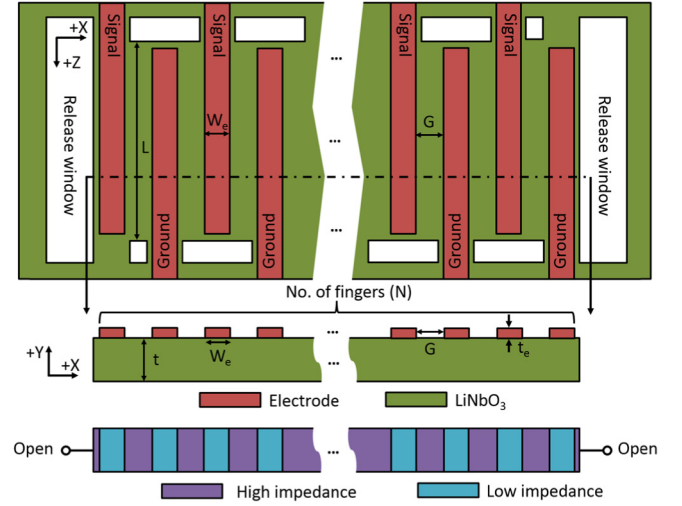 Signal
Signal
Signal
Signal
+X
+Z
Release window
L
Wₑ
...
...
...
G
Release window
Ground
Ground
Ground
Ground
No. of fingers (N)
+Y
+X
t
Wₑ
...
...
G
tₑ
Electrode
LiNbO₃
Open
...
Open
High impedance
Low impedance